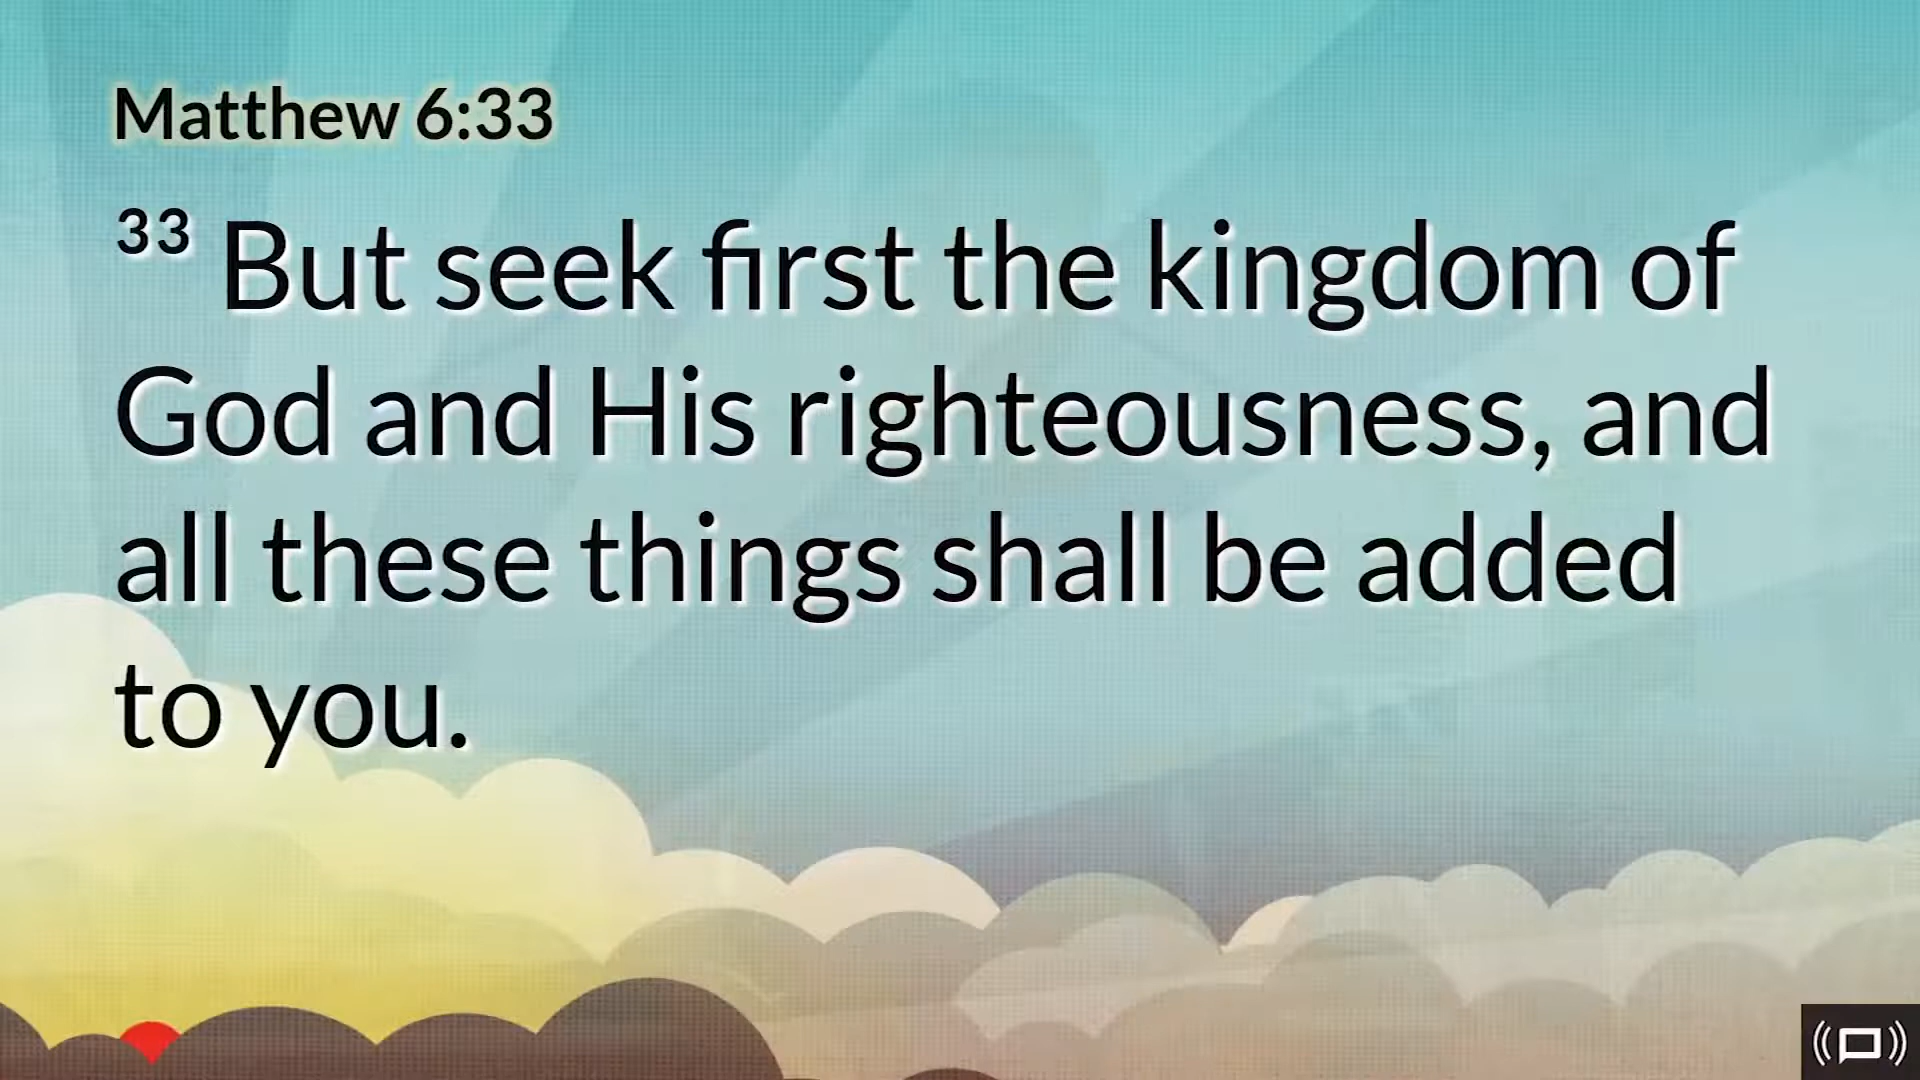 Matthew 6:33
33 But seek first the kingdom of
God and His righteousness, and
all these things shall be added
to you.